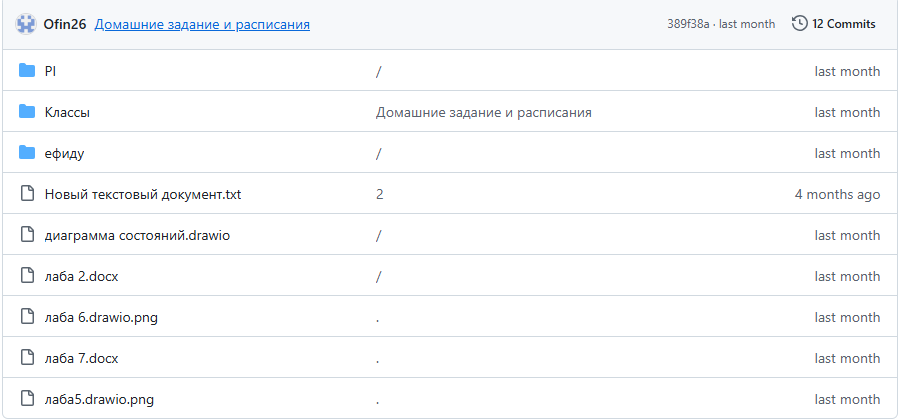 Ofin26 Домашние задание и расписания 389f38a · last month 12 Commits
PI / last month
Классы Домашние задание и расписания last month
ефиду / last month
Новый текстовый документ.txt 2 4 months ago
диаграмма состояний.drawio / last month
лаба 2.docx / last month
лаба 6.drawio.png . last month
лаба 7.docx . last month
лаба5.drawio.png . last month